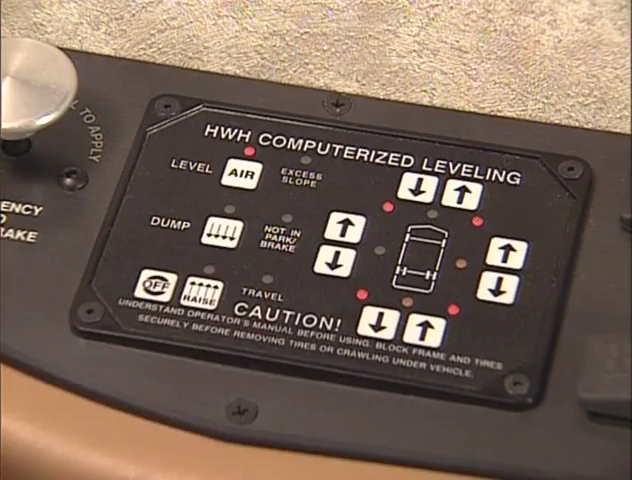 HWH COMPUTERIZED LEVELING
LEVEL
AIR
EXCESS
SLOPE
DUMP
NOT IN
PARK/
BRAKE
OFF
RAISE
TRAVEL
CAUTION!
UNDERSTAND OPERATOR'S MANUAL BEFORE USING. BLOCK FRAME AND TIRES
SECURELY BEFORE REMOVING TIRES OR CRAWLING UNDER VEHICLE.
TO APPLY
ENCY
AKE